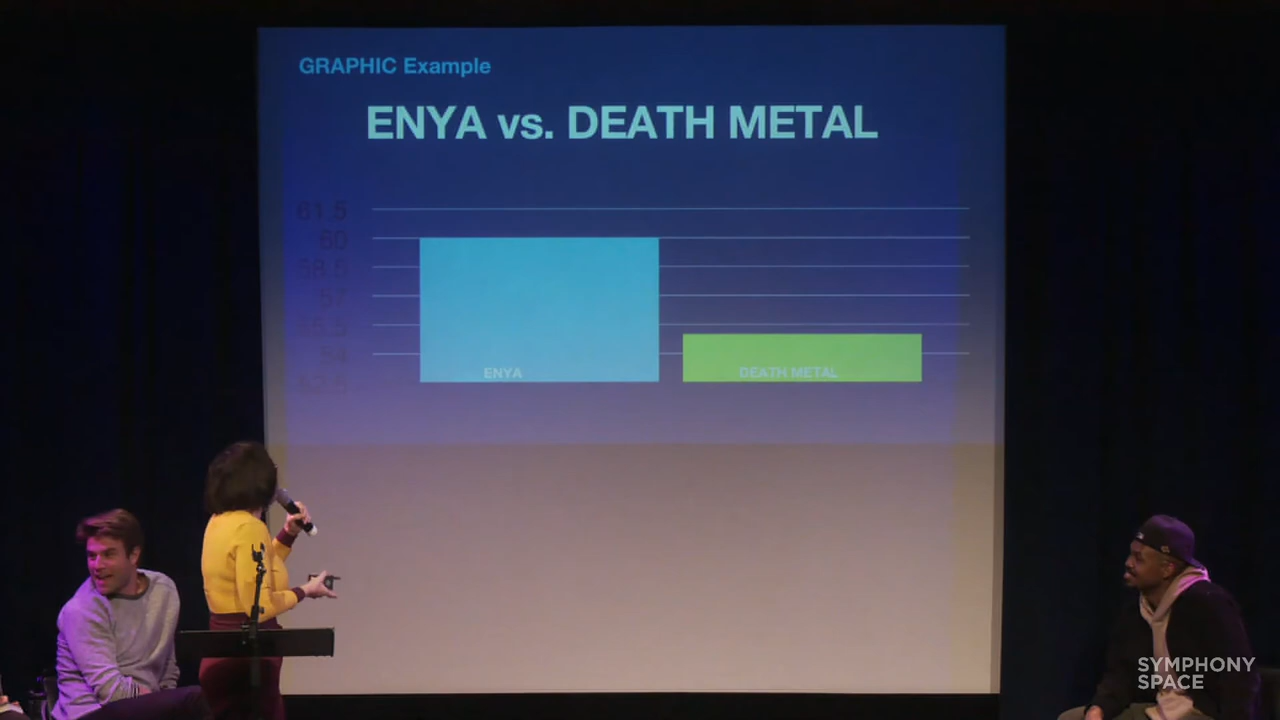 GRAPHIC Example
ENYA vs. DEATH METAL
61.5
60
58.5
57
55.5
54
52.5
ENYA
DEATH METAL
SYMPHONY
SPACE